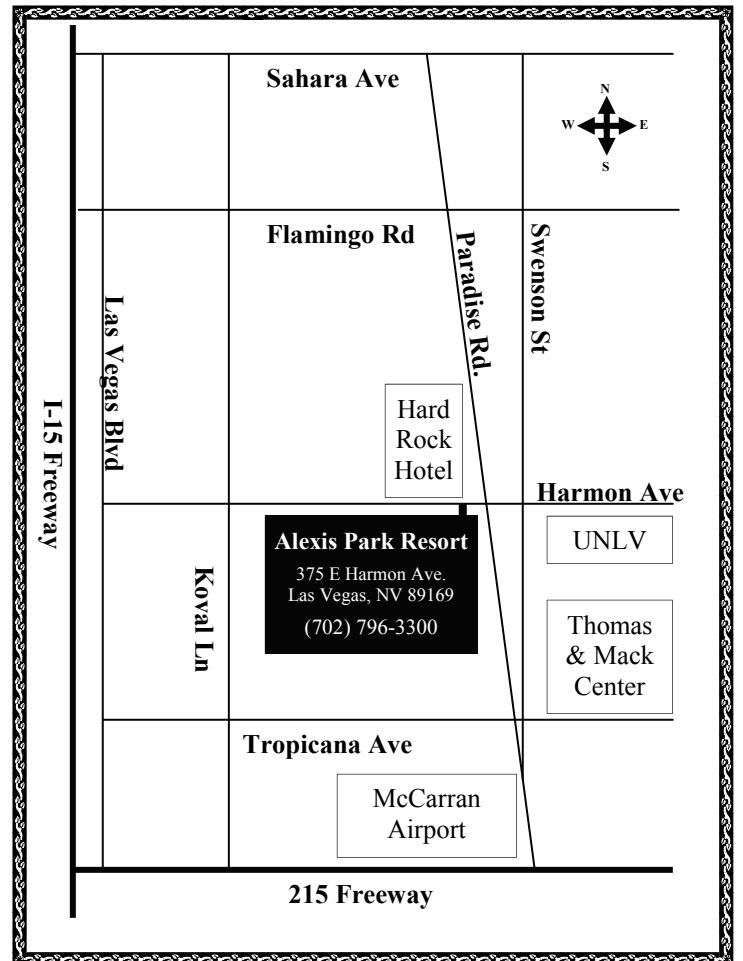 Sahara Ave
N
W
E
S
Flamingo Rd
Paradise Rd.
Swenson St
Las Vegas Blvd
I-15 Freeway
Hard
Rock
Hotel
Harmon Ave
Alexis Park Resort
375 E Harmon Ave.
Las Vegas, NV 89169
(702) 796-3300
UNLV
Koval Ln
Thomas
& Mack
Center
Tropicana Ave
McCarran
Airport
215 Freeway